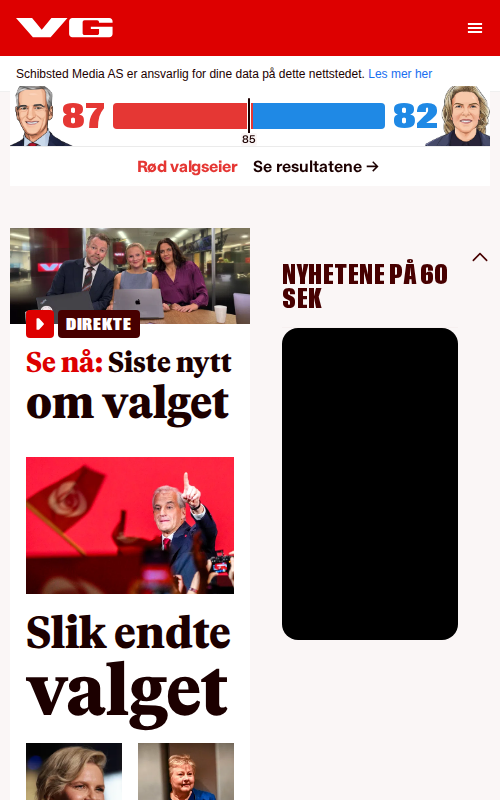 VG
Schibsted Media AS er ansvarlig for dine data på dette nettstedet. Les mer her
87
82
85
Rød valgseier Se resultatene →
DIREKTE
Se nå: Siste nytt
om valget
Slik endte
valget
NYHETENE PÅ 60
SEK